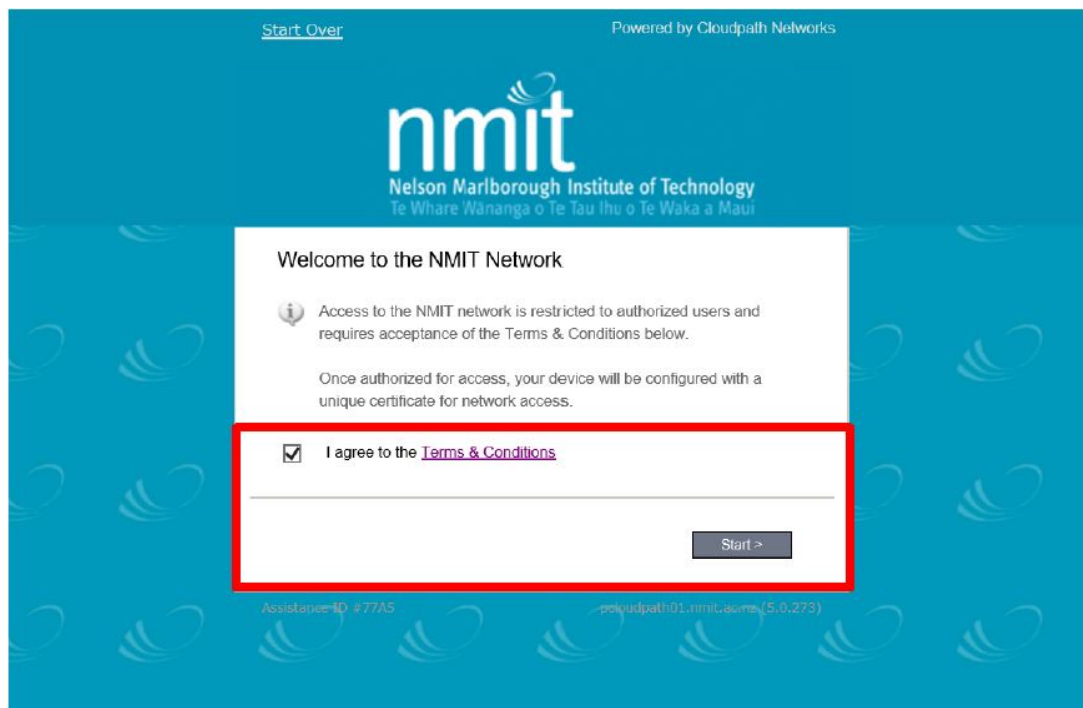 Start Over
Powered by Cloudpath Networks
nmit
Nelson Marlborough Institute of Technology
Te Whare Wānanga o Te Tau Ihu o Te Waka a Maui
Welcome to the NMIT Network
Access to the NMIT network is restricted to authorized users and
requires acceptance of the Terms & Conditions below.
Once authorized for access, your device will be configured with a
unique certificate for network access.
I agree to the Terms & Conditions
Start >
Assistance ID #77A5
(5.0.273)